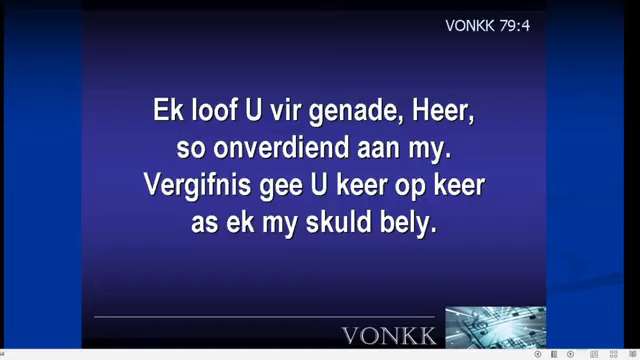 VONKK 79:4
Ek loof U vir genade, Heer,
so onverdiend aan my.
Vergifnis gee U keer op keer
as ek my skuld bely.
VONKK